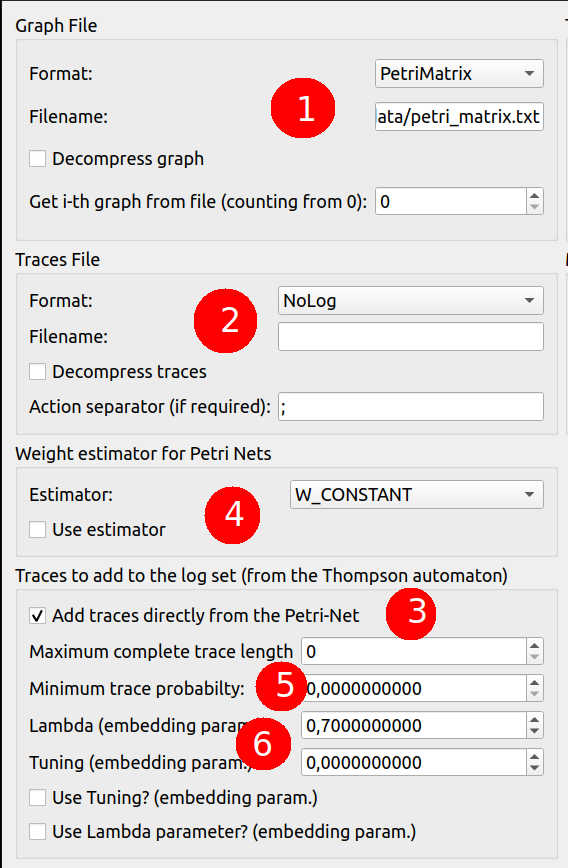 Graph File
Format: PetriMatrix
1
Filename: ata/petri_matrix.txt
Decompress graph
Get i-th graph from file (counting from 0): 0
Traces File
Format: NoLog
2
Filename:
Decompress traces
Action separator (if required): ;
Weight estimator for Petri Nets
Estimator: W_CONSTANT
4
Use estimator
Traces to add to the log set (from the Thompson automaton)
Add traces directly from the Petri-Net 3
Maximum complete trace length 0
Minimum trace probabilty: 5 0,0000000000
Lambda (embedding param 0,7000000000
6
Tuning (embedding param.) 0,0000000000
Use Tuning? (embedding param.)
Use Lambda parameter? (embedding param.)